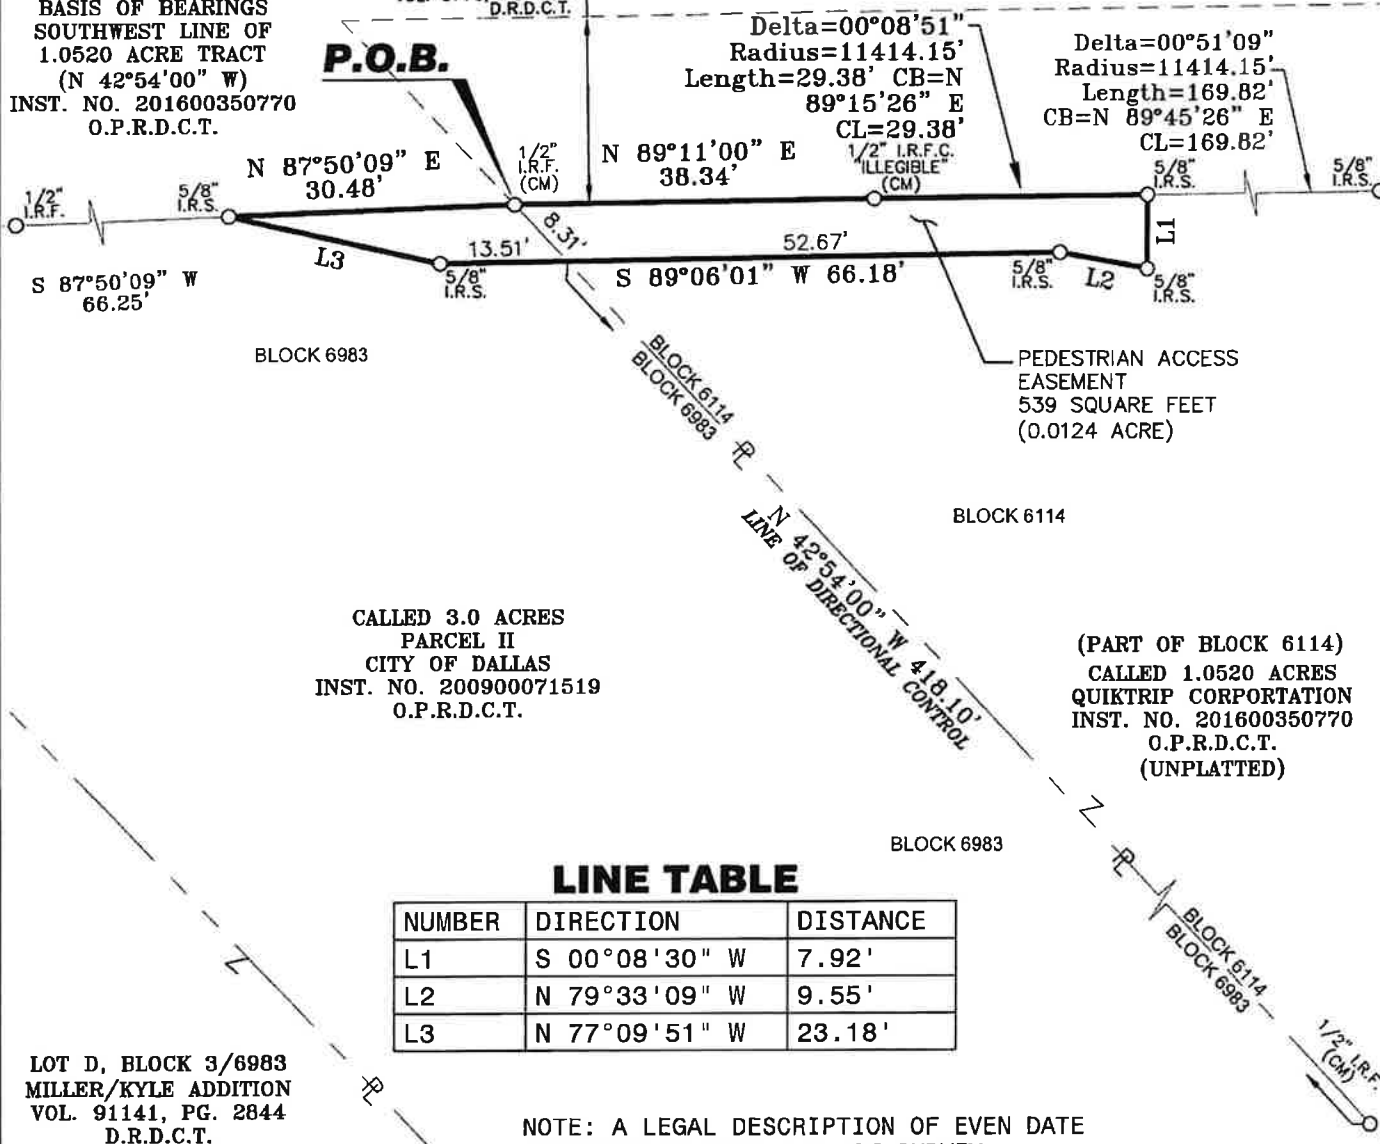 BASIS OF BEARINGS
SOUTHWEST LINE OF
1.0520 ACRE TRACT
(N 42°54'00" W)
INST. NO. 201600350770
O.P.R.D.C.T.
D.R.D.C.T.
P.O.B.
Delta=00°08'51"
Radius=11414.15'
Length=29.38' CB=N
89°15'26" E
CL=29.38'
Delta=00°51'09"
Radius=11414.15'
Length=169.82'
CB=N 89°45'26" E
CL=169.82'
1/2"
I.R.F.
5/8"
I.R.S.
N 87°50'09" E
30.48'
1/2"
I.R.F.
(CM)
N 89°11'00" E
38.34'
1/2" I.R.F.C.
"ILLEGIBLE"
(CM)
5/8"
I.R.S.
5/8"
I.R.S.
S 87°50'09" W
66.25'
L3
13.51'
8.31'
52.67'
L1
5/8"
I.R.S.
S 89°06'01" W 66.18'
5/8"
I.R.S.
L2
5/8"
I.R.S.
BLOCK 6983
BLOCK 6114
BLOCK 6983
PEDESTRIAN ACCESS
EASEMENT
539 SQUARE FEET
(0.0124 ACRE)
PL
BLOCK 6114
N 42°54'00" W 418.10'
LINE OF DIRECTIONAL CONTROL
CALLED 3.0 ACRES
PARCEL II
CITY OF DALLAS
INST. NO. 200900071519
O.P.R.D.C.T.
(PART OF BLOCK 6114)
CALLED 1.0520 ACRES
QUIKTRIP CORPORTATION
INST. NO. 201600350770
O.P.R.D.C.T.
(UNPLATTED)
BLOCK 6983
PL
BLOCK 6114
BLOCK 6983
1/2" I.R.F.
(CM)
LINE TABLE
NUMBER DIRECTION DISTANCE
L1 S 00°08'30" W 7.92'
L2 N 79°33'09" W 9.55'
L3 N 77°09'51" W 23.18'
PL
LOT D, BLOCK 3/6983
MILLER/KYLE ADDITION
VOL. 91141, PG. 2844
D.R.D.C.T.
NOTE: A LEGAL DESCRIPTION OF EVEN DATE